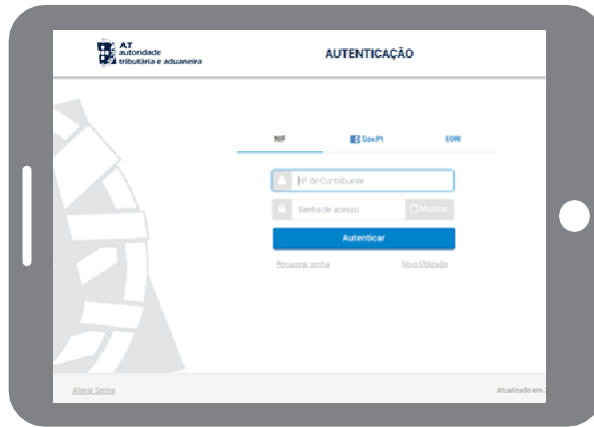 AT
autoridade
tributária e aduaneira
AUTENTICAÇÃO
NIF
Gov.Pt
EORI
Nº de Contribuinte
Senha de acesso
Mostrar
Autenticar
Recuperar senha
Novo Utilizador
Alterar Senha
Atualizado em